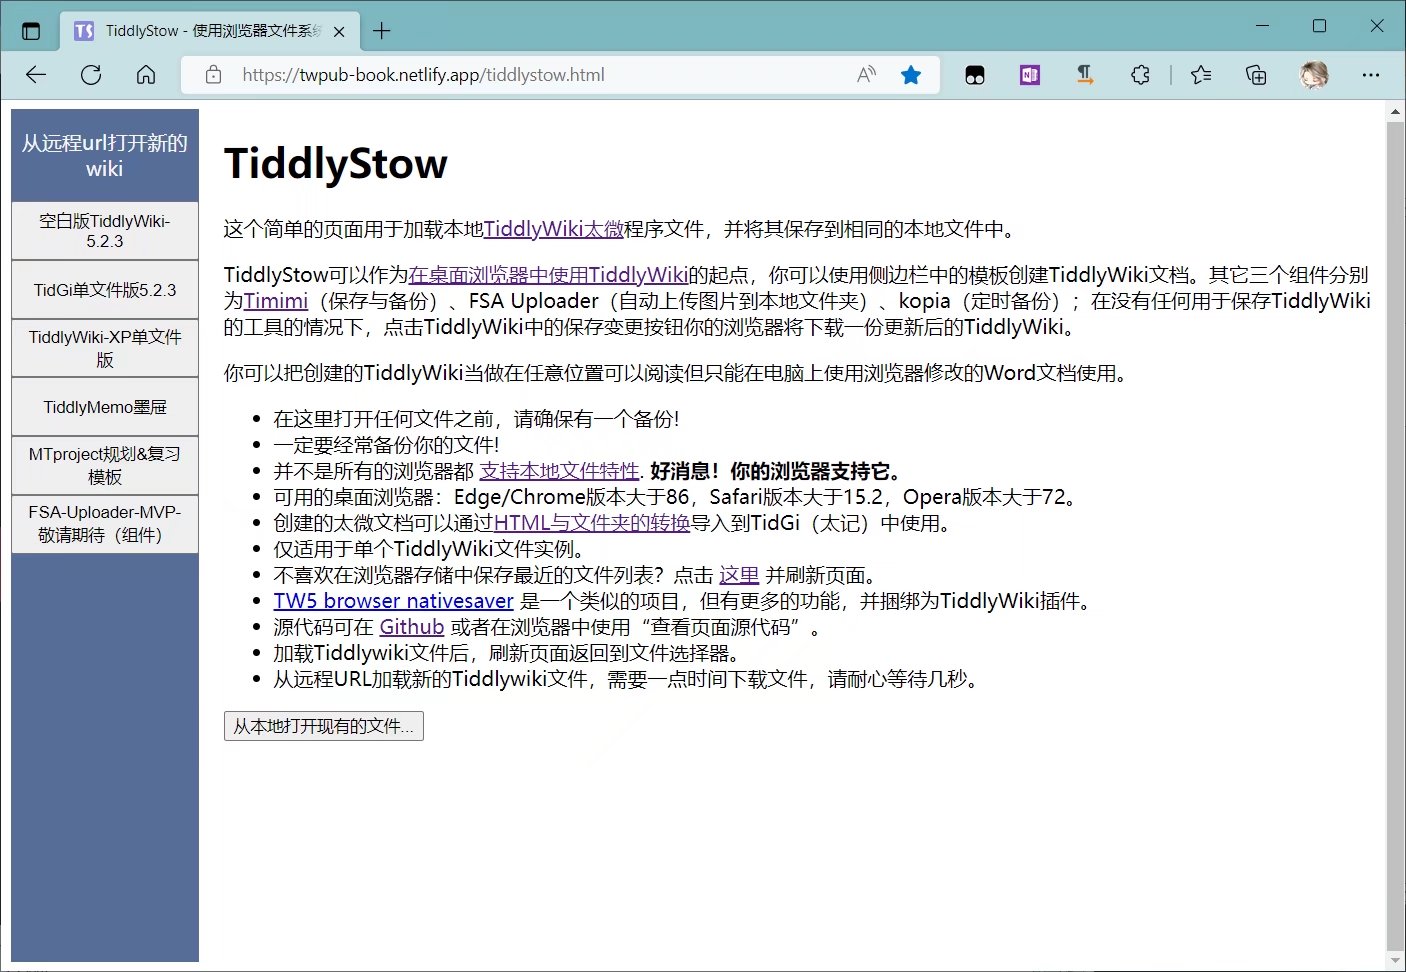 TiddlyStow - 使用浏览器文件系统
https://twpub-book.netlify.app/tiddlystow.html
从远程url打开新的
wiki
空白版TiddlyWiki-
5.2.3
TidGi单文件版5.2.3
TiddlyWiki-XP单文件
版
TiddlyMemo墨屉
MTproject规划&复习
模板
FSA-Uploader-MVP-
敬请期待（组件）
TiddlyStow
这个简单的页面用于加载本地TiddlyWiki太微程序文件，并将其保存到相同的本地文件中。
TiddlyStow可以作为在桌面浏览器中使用TiddlyWiki的起点，你可以使用侧边栏中的模板创建TiddlyWiki文档。其它三个组件分别
为Timimi（保存与备份）、FSA Uploader（自动上传图片到本地文件夹）、kopia（定时备份）；在没有任何用于保存TiddlyWiki
的工具的情况下，点击TiddlyWiki中的保存变更按钮你的浏览器将下载一份更新后的TiddlyWiki。
你可以把创建的TiddlyWiki当做在任意位置可以阅读但只能在电脑上使用浏览器修改的Word文档使用。
• 在这里打开任何文件之前，请确保有一个备份!
• 一定要经常备份你的文件!
• 并不是所有的浏览器都 支持本地文件特性. 好消息！你的浏览器支持它。
• 可用的桌面浏览器：Edge/Chrome版本大于86，Safari版本大于15.2，Opera版本大于72。
• 创建的太微文档可以通过HTML与文件夹的转换导入到TidGi（太记）中使用。
• 仅适用于单个TiddlyWiki文件实例。
• 不喜欢在浏览器存储中保存最近的文件列表？点击 这里 并刷新页面。
• TW5 browser nativesaver 是一个类似的项目，但有更多的功能，并捆绑为TiddlyWiki插件。
• 源代码可在 Github 或者在浏览器中使用“查看页面源代码”。
• 加载Tiddlywiki文件后，刷新页面返回到文件选择器。
• 从远程URL加载新的Tiddlywiki文件，需要一点时间下载文件，请耐心等待几秒。
从本地打开现有的文件...